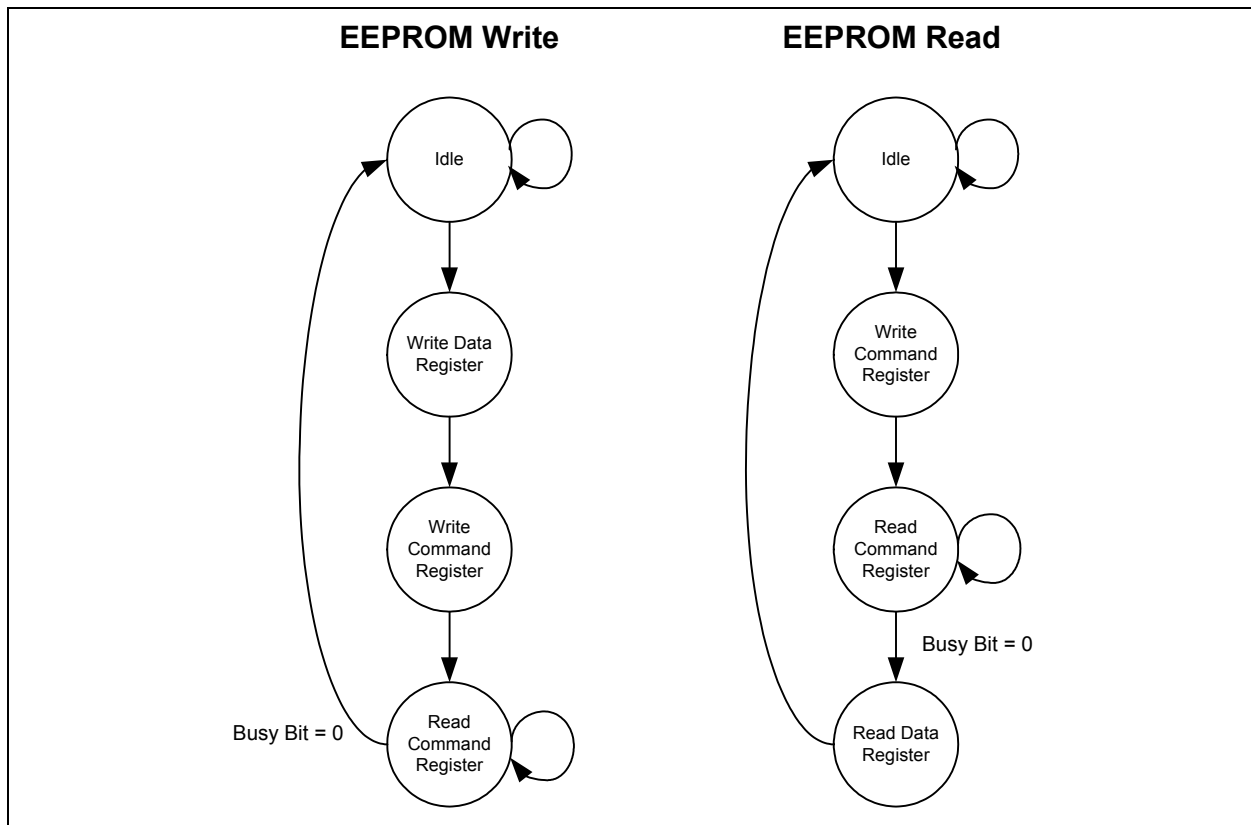 EEPROM Write
Idle
Write Data
Register
Write
Command
Register
Read
Command
Register
Busy Bit = 0
EEPROM Read
Idle
Write
Command
Register
Read
Command
Register
Busy Bit = 0
Read Data
Register